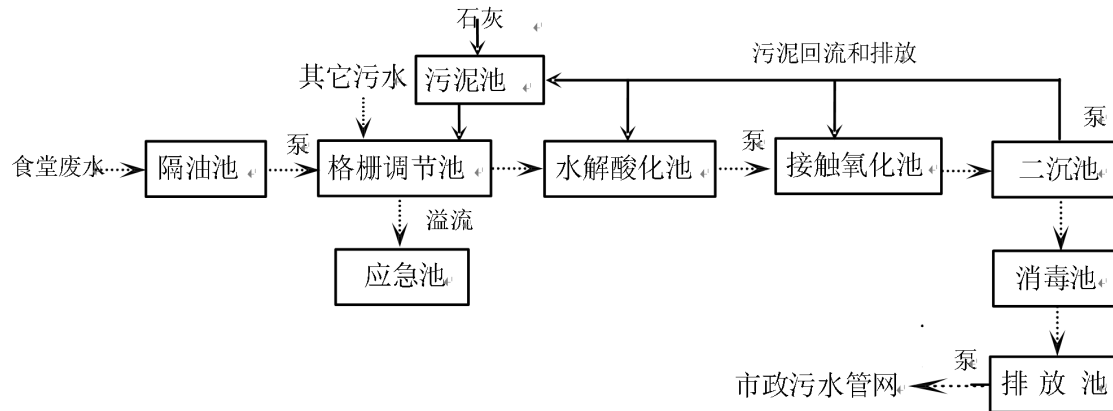 石灰
污泥回流和排放
其它污水
污泥池
泵
泵
泵
食堂废水
隔油池
格栅调节池
水解酸化池
接触氧化池
二沉池
溢流
应急池
消毒池
泵
市政污水管网
排放池